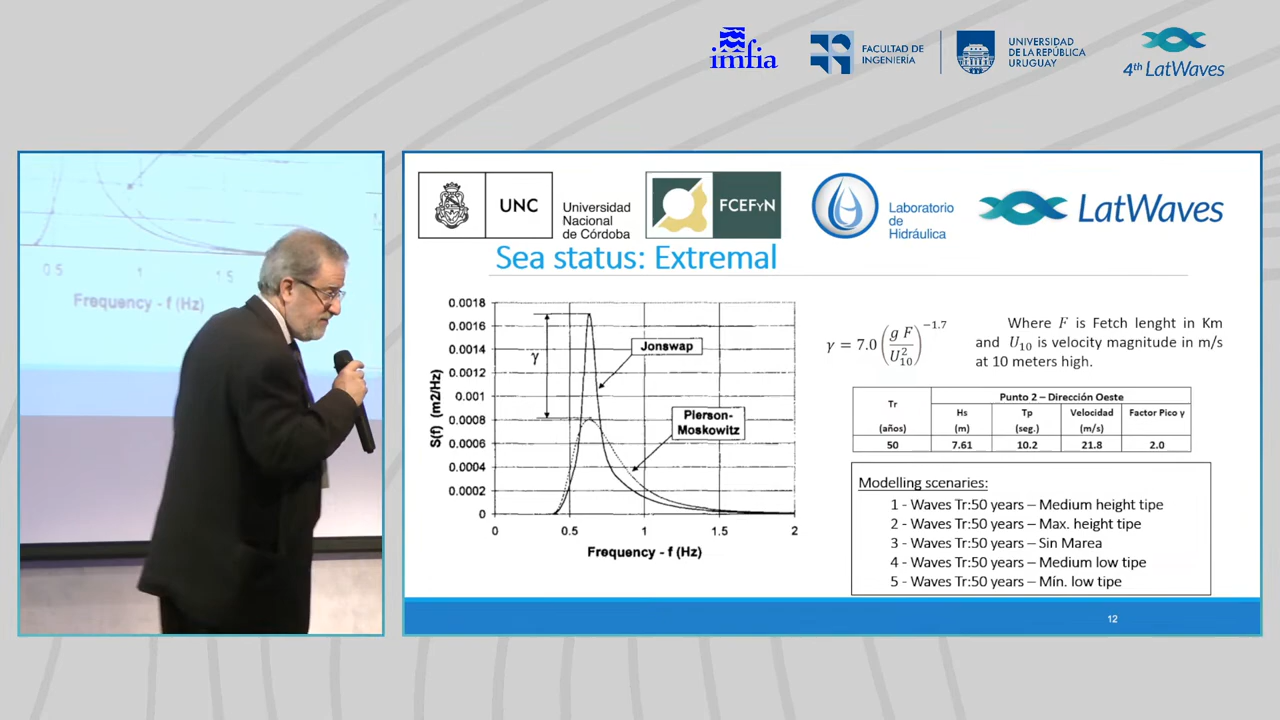 imfia
FACULTAD DE
INGENIERÍA
UNIVERSIDAD
DE LA REPÚBLICA
URUGUAY
4th LatWaves
0.5
1
1.5
Frequency - f (Hz)
UNC
Universidad
Nacional
de Córdoba
FCEFyN
Laboratorio
de
Hidráulica
LatWaves
Sea status: Extremal
S(f) (m2/Hz)
0.0018
0.0016
0.0014
0.0012
0.001
0.0008
0.0006
0.0004
0.0002
0
γ
Jonswap
Pierson-
Moskowitz
0
0.5
1
1.5
2
Frequency - f (Hz)
γ = 7.0 (g F / U₁₀²)^−1.7
Where F is Fetch lenght in Km
and U₁₀ is velocity magnitude in m/s
at 10 meters high.
Tr
(años)
Punto 2 – Dirección Oeste
Hs
(m)
Tp
(seg.)
Velocidad
(m/s)
Factor Pico γ
50 7.61 10.2 21.8 2.0
Modelling scenaries:
1 - Waves Tr:50 years – Medium height tipe
2 - Waves Tr:50 years – Max. height tipe
3 - Waves Tr:50 years – Sin Marea
4 - Waves Tr:50 years – Medium low tipe
5 - Waves Tr:50 years – Mín. low tipe
12